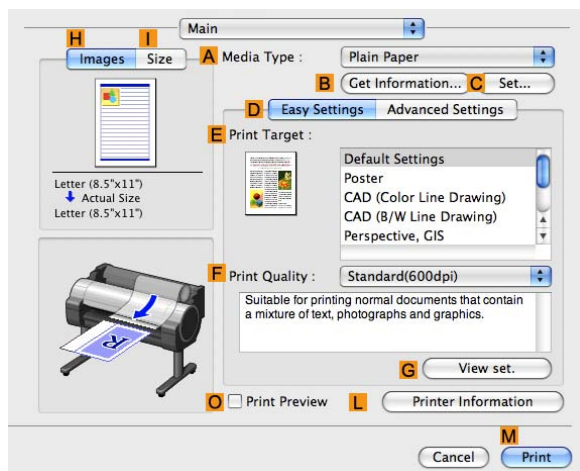 Main
H I
Images Size A Media Type : Plain Paper
B Get Information... C Set...
D Easy Settings Advanced Settings
E Print Target :
Default Settings
Poster
CAD (Color Line Drawing)
CAD (B/W Line Drawing)
Perspective, GIS
Letter (8.5"x11")
Actual Size
Letter (8.5"x11")
F Print Quality : Standard(600dpi)
Suitable for printing normal documents that contain
a mixture of text, photographs and graphics.
R
G View set.
O Print Preview L Printer Information
M
Cancel Print